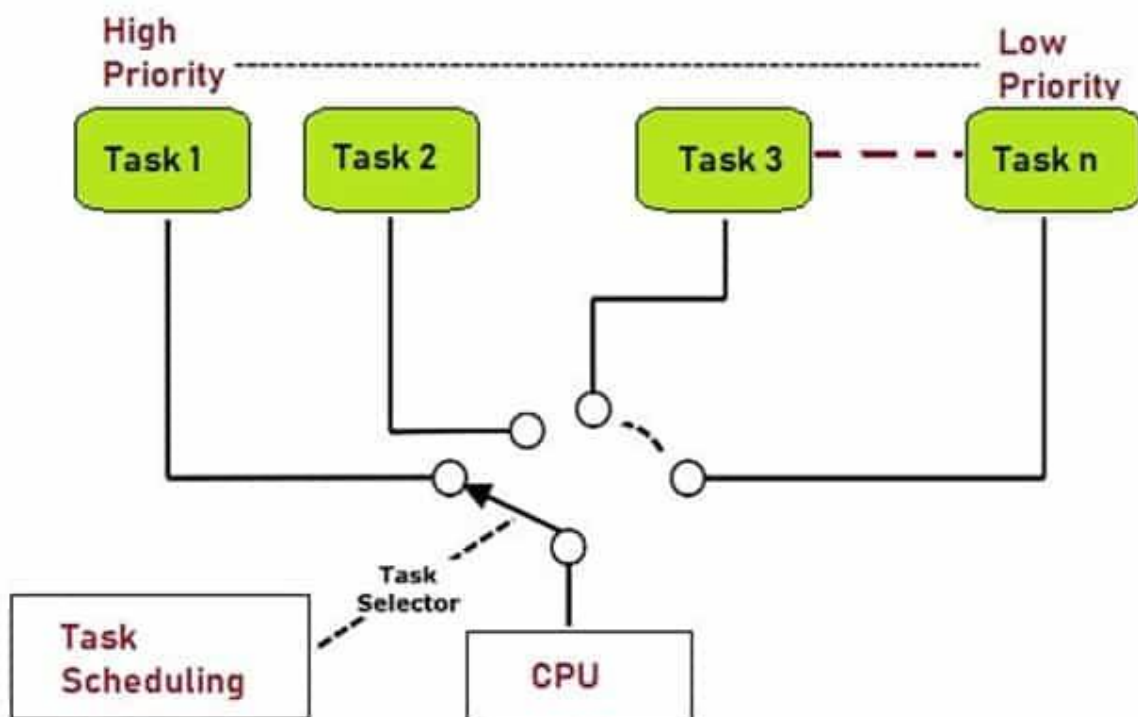 High
Priority
Low
Priority
Task 1
Task 2
Task 3
Task n
Task
Selector
Task
Scheduling
CPU